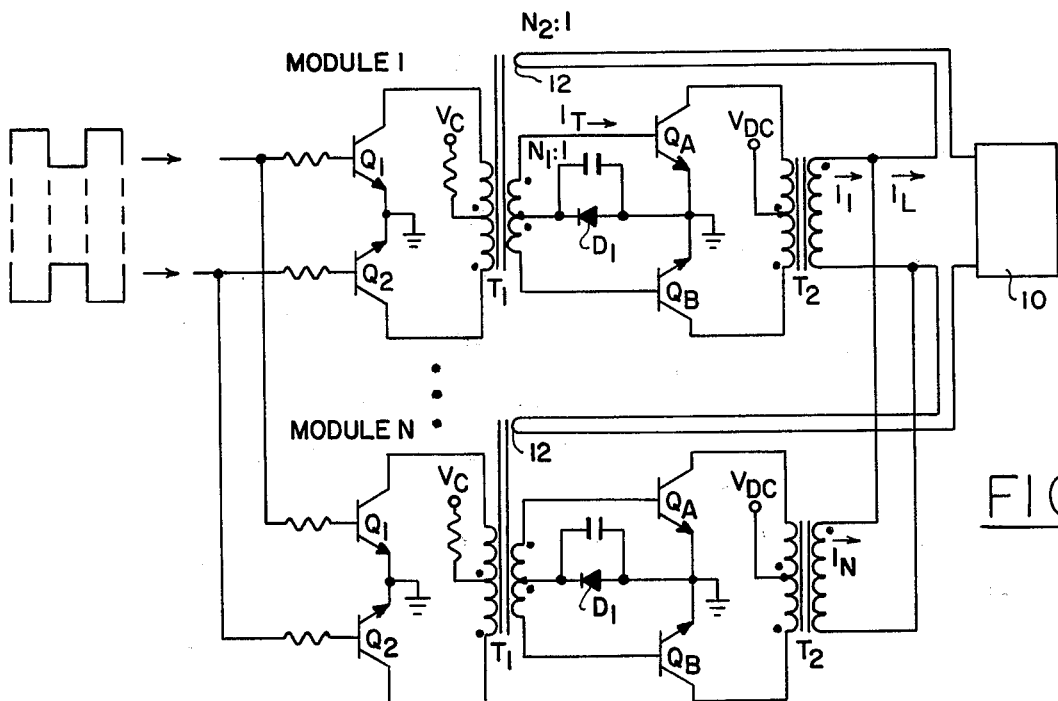 N2:1
MODULE 1
12
VC
IT
N1:1
QA
VDC
Q1
I1
IL
D1
Q2
T1
QB
T2
10
MODULE N
12
VC
QA
VDC
FIG
Q1
IN
D1
Q2
T1
QB
T2